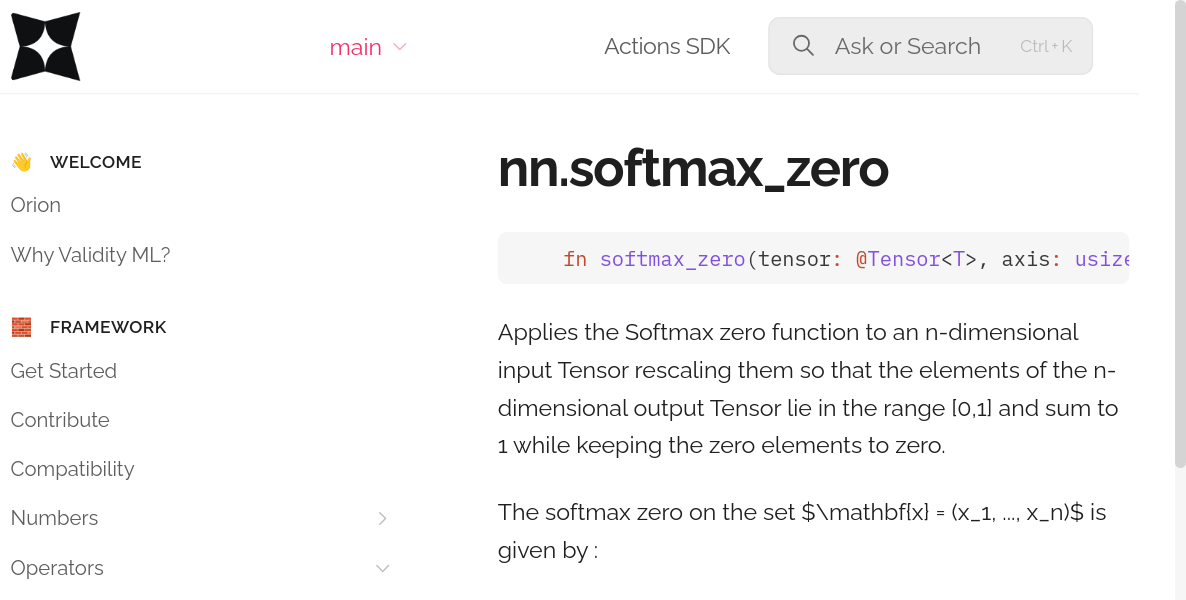 main
Actions SDK
Ask or Search
Ctrl + K
👋 WELCOME
Orion
Why Validity ML?
🧱 FRAMEWORK
Get Started
Contribute
Compatibility
Numbers
Operators
nn.softmax_zero
fn softmax_zero(tensor: @Tensor<T>, axis: usize
Applies the Softmax zero function to an n-dimensional
input Tensor rescaling them so that the elements of the n-
dimensional output Tensor lie in the range [0,1] and sum to
1 while keeping the zero elements to zero.
The softmax zero on the set $\mathbf{x} = (x_1, ..., x_n)$ is
given by :